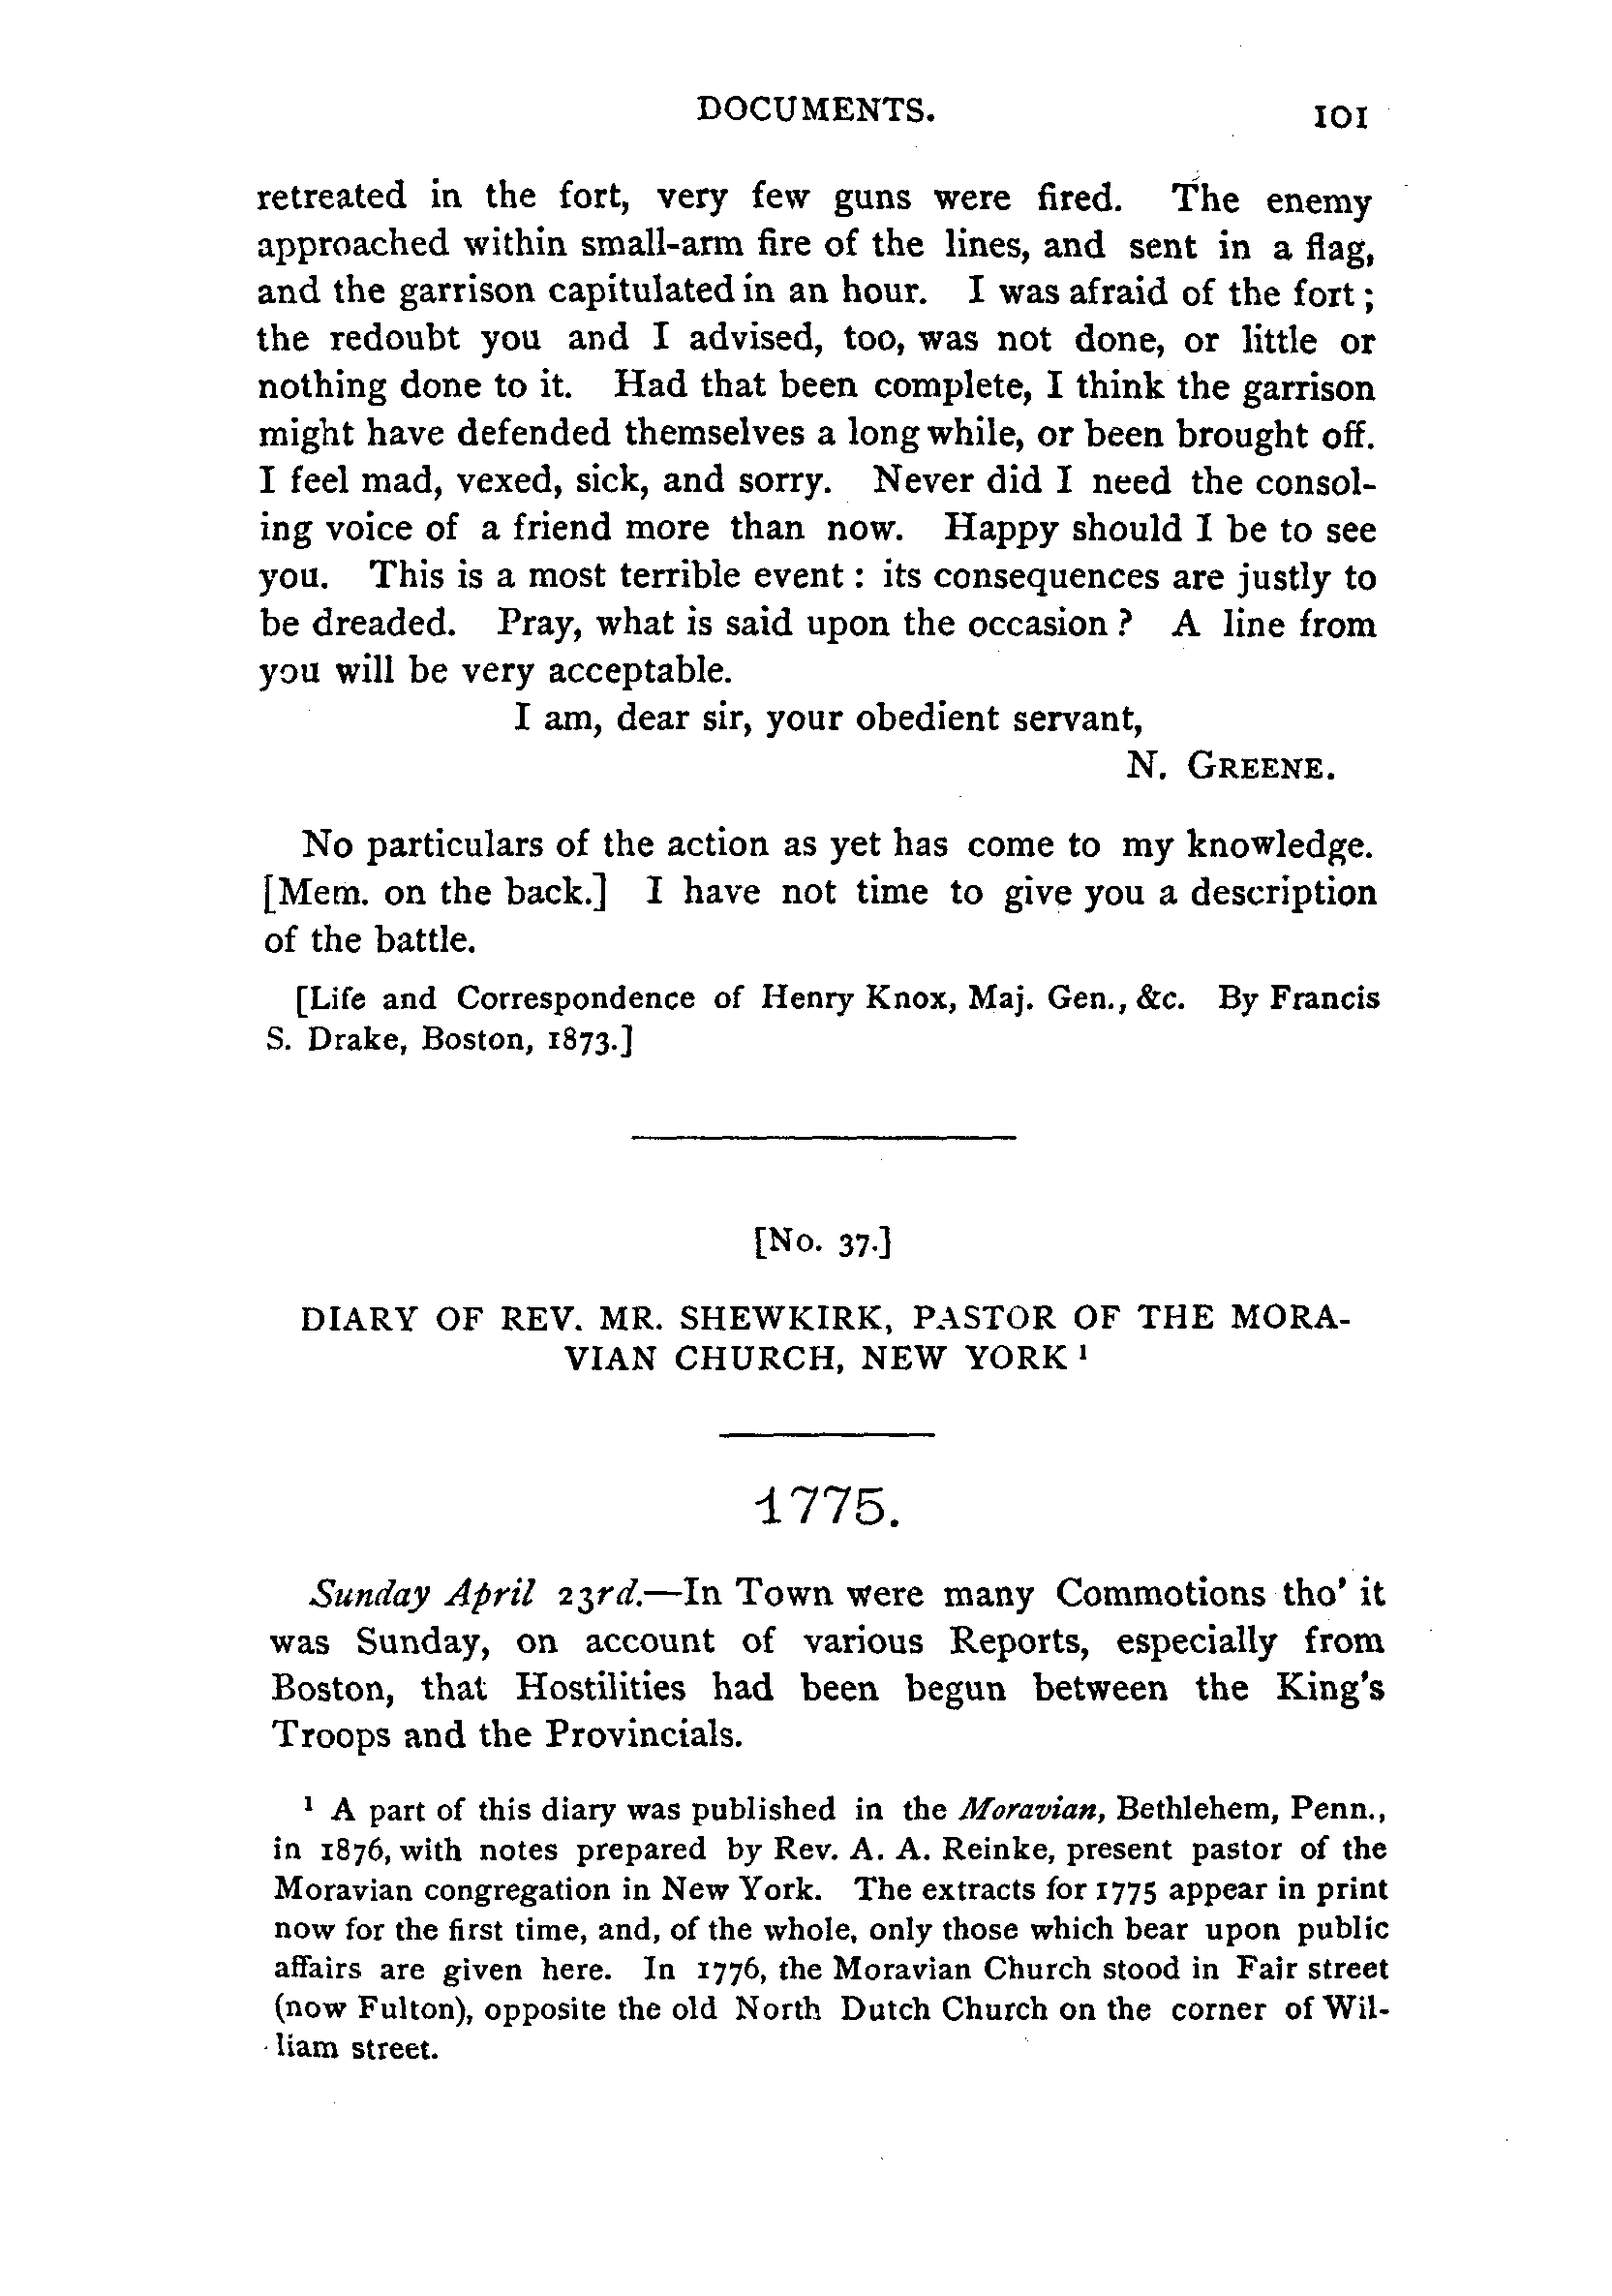 DOCUMENTS. 101
retreated in the fort, very few guns were fired. The enemy
approached within small-arm fire of the lines, and sent in a flag,
and the garrison capitulated in an hour. I was afraid of the fort;
the redoubt you and I advised, too, was not done, or little or
nothing done to it. Had that been complete, I think the garrison
might have defended themselves a long while, or been brought off.
I feel mad, vexed, sick, and sorry. Never did I need the consol-
ing voice of a friend more than now. Happy should I be to see
you. This is a most terrible event : its consequences are justly to
be dreaded. Pray, what is said upon the occasion ? A line from
you will be very acceptable.
I am, dear sir, your obedient servant,
N. GREENE.
No particulars of the action as yet has come to my knowledge.
[Mem. on the back.] I have not time to give you a description
of the battle.
[Life and Correspondence of Henry Knox, Maj. Gen., &c. By Francis
S. Drake, Boston, 1873.]
[No. 37.]
DIARY OF REV. MR. SHEWKIRK, PASTOR OF THE MORA-
VIAN CHURCH, NEW YORK ¹
1775.
Sunday April 23rd.—In Town were many Commotions tho' it
was Sunday, on account of various Reports, especially from
Boston, that Hostilities had been begun between the King's
Troops and the Provincials.
¹ A part of this diary was published in the Moravian, Bethlehem, Penn.,
in 1876, with notes prepared by Rev. A. A. Reinke, present pastor of the
Moravian congregation in New York. The extracts for 1775 appear in print
now for the first time, and, of the whole, only those which bear upon public
affairs are given here. In 1776, the Moravian Church stood in Fair street
(now Fulton), opposite the old North Dutch Church on the corner of Wil-
liam street.